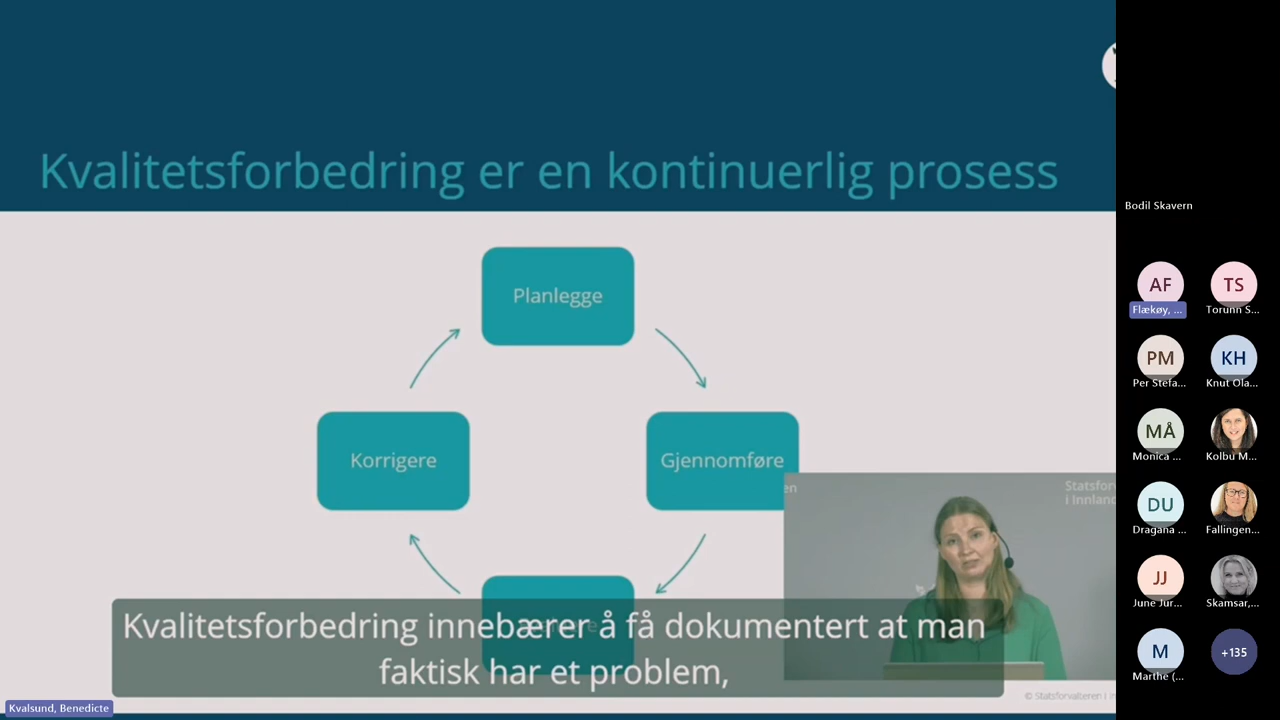 Kvalitetsforbedring er en kontinuerlig prosess
Planlegge
Korrigere
Gjennomføre
en
Statsfor
i Innland
Kvalitetsforbedring innebærer å få dokumentert at man
faktisk har et problem,
© Statsforvalteren i In
Kvalsund, Benedicte
Bodil Skavern
AF
TS
Flækøy, ...
Torunn S...
PM
KH
Per Stefa...
Knut Ola...
MÅ
Monica ...
Kolbu M...
DU
Dragana ...
Fallingen...
JJ
June Jur...
Skamsar,...
M
+135
Marthe (...